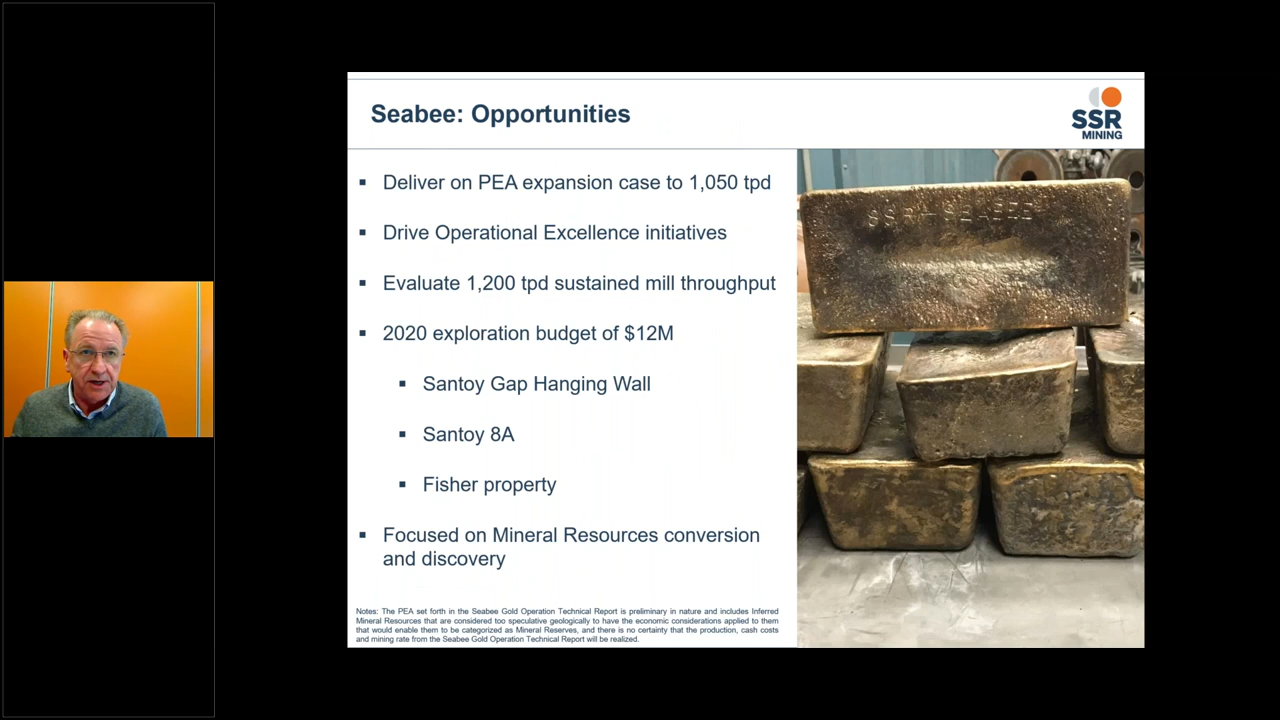 Seabee: Opportunities
SSR
MINING
▪ Deliver on PEA expansion case to 1,050 tpd
▪ Drive Operational Excellence initiatives
▪ Evaluate 1,200 tpd sustained mill throughput
▪ 2020 exploration budget of $12M
▪ Santoy Gap Hanging Wall
▪ Santoy 8A
▪ Fisher property
▪ Focused on Mineral Resources conversion
and discovery
Notes: The PEA set forth in the Seabee Gold Operation Technical Report is preliminary in nature and includes Inferred
Mineral Resources that are considered too speculative geologically to have the economic considerations applied to them
that would enable them to be categorized as Mineral Reserves, and there is no certainty that the production, cash costs
and mining rate from the Seabee Gold Operation Technical Report will be realized.
SSR - SEABEE